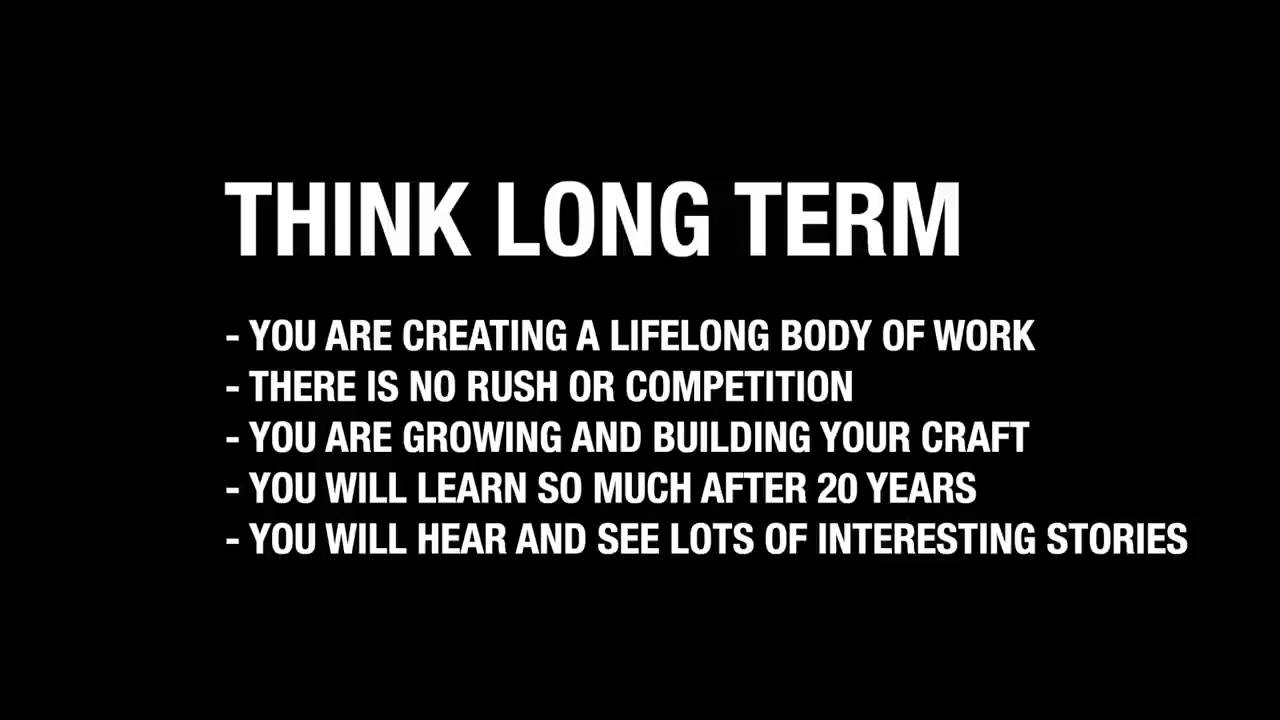 THINK LONG TERM
- YOU ARE CREATING A LIFELONG BODY OF WORK
- THERE IS NO RUSH OR COMPETITION
- YOU ARE GROWING AND BUILDING YOUR CRAFT
- YOU WILL LEARN SO MUCH AFTER 20 YEARS
- YOU WILL HEAR AND SEE LOTS OF INTERESTING STORIES